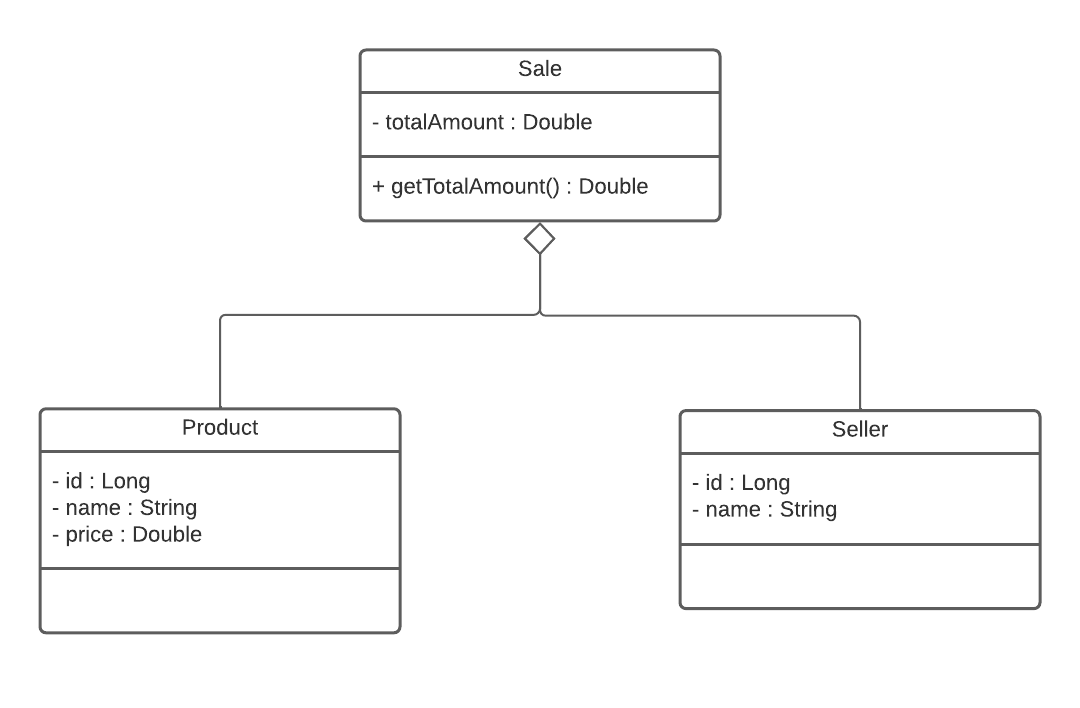 Sale
- totalAmount : Double
+ getTotalAmount() : Double
Product
- id : Long
- name : String
- price : Double
Seller
- id : Long
- name : String